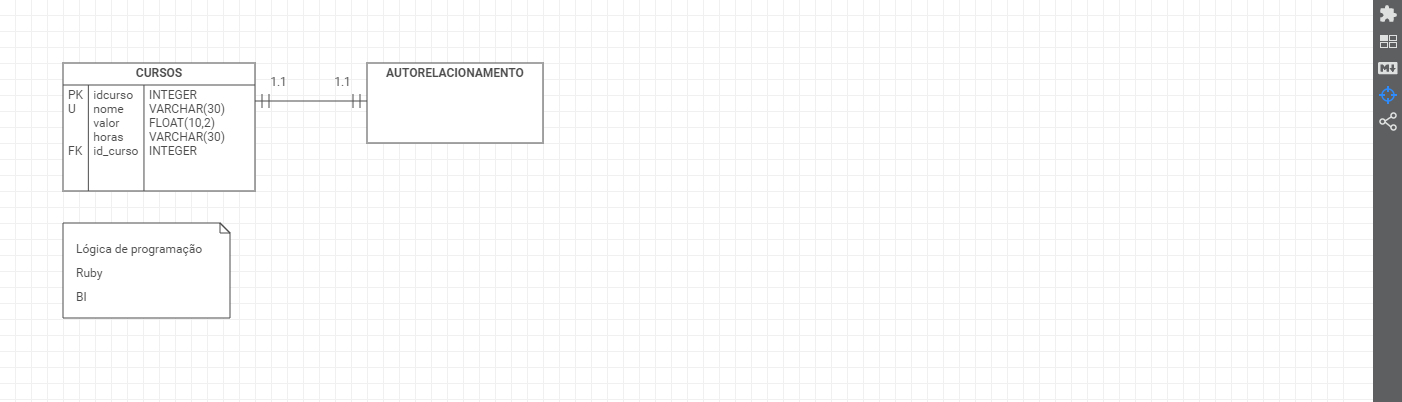 CURSOS
PK idcurso INTEGER
U nome VARCHAR(30)
valor FLOAT(10,2)
horas VARCHAR(30)
FK id_curso INTEGER
1.1 1.1
AUTORELACIONAMENTO
Lógica de programação
Ruby
BI
M